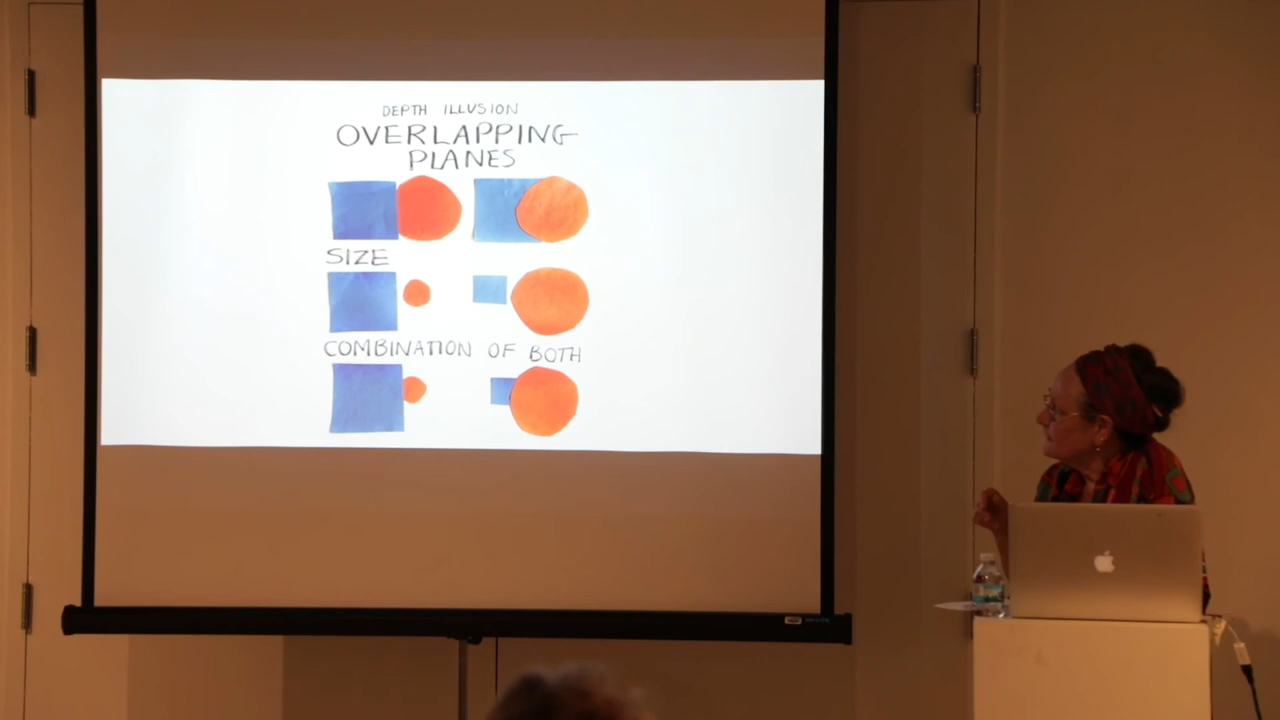 DEPTH ILLUSION
OVERLAPPING
PLANES
SIZE
COMBINATION OF BOTH